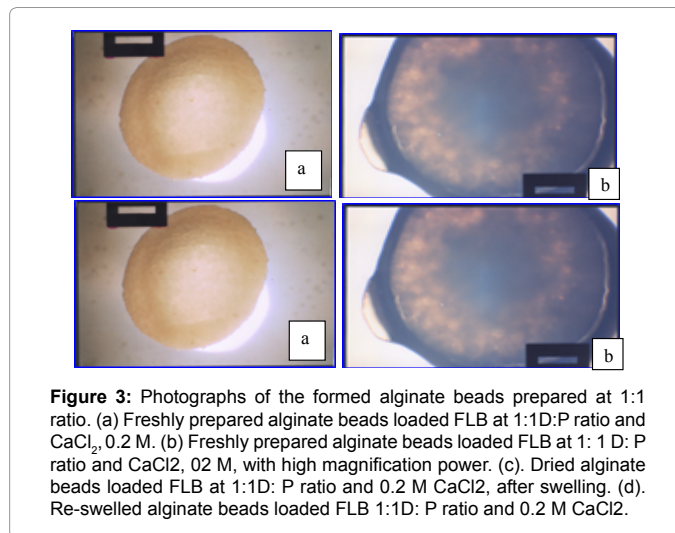 a
b
a
b
Figure 3: Photographs of the formed alginate beads prepared at 1:1
ratio. (a) Freshly prepared alginate beads loaded FLB at 1:1D:P ratio and
CaCl₂, 0.2 M. (b) Freshly prepared alginate beads loaded FLB at 1: 1 D: P
ratio and CaCl2, 02 M, with high magnification power. (c). Dried alginate
beads loaded FLB at 1:1D: P ratio and 0.2 M CaCl2, after swelling. (d).
Re-swelled alginate beads loaded FLB 1:1D: P ratio and 0.2 M CaCl2.